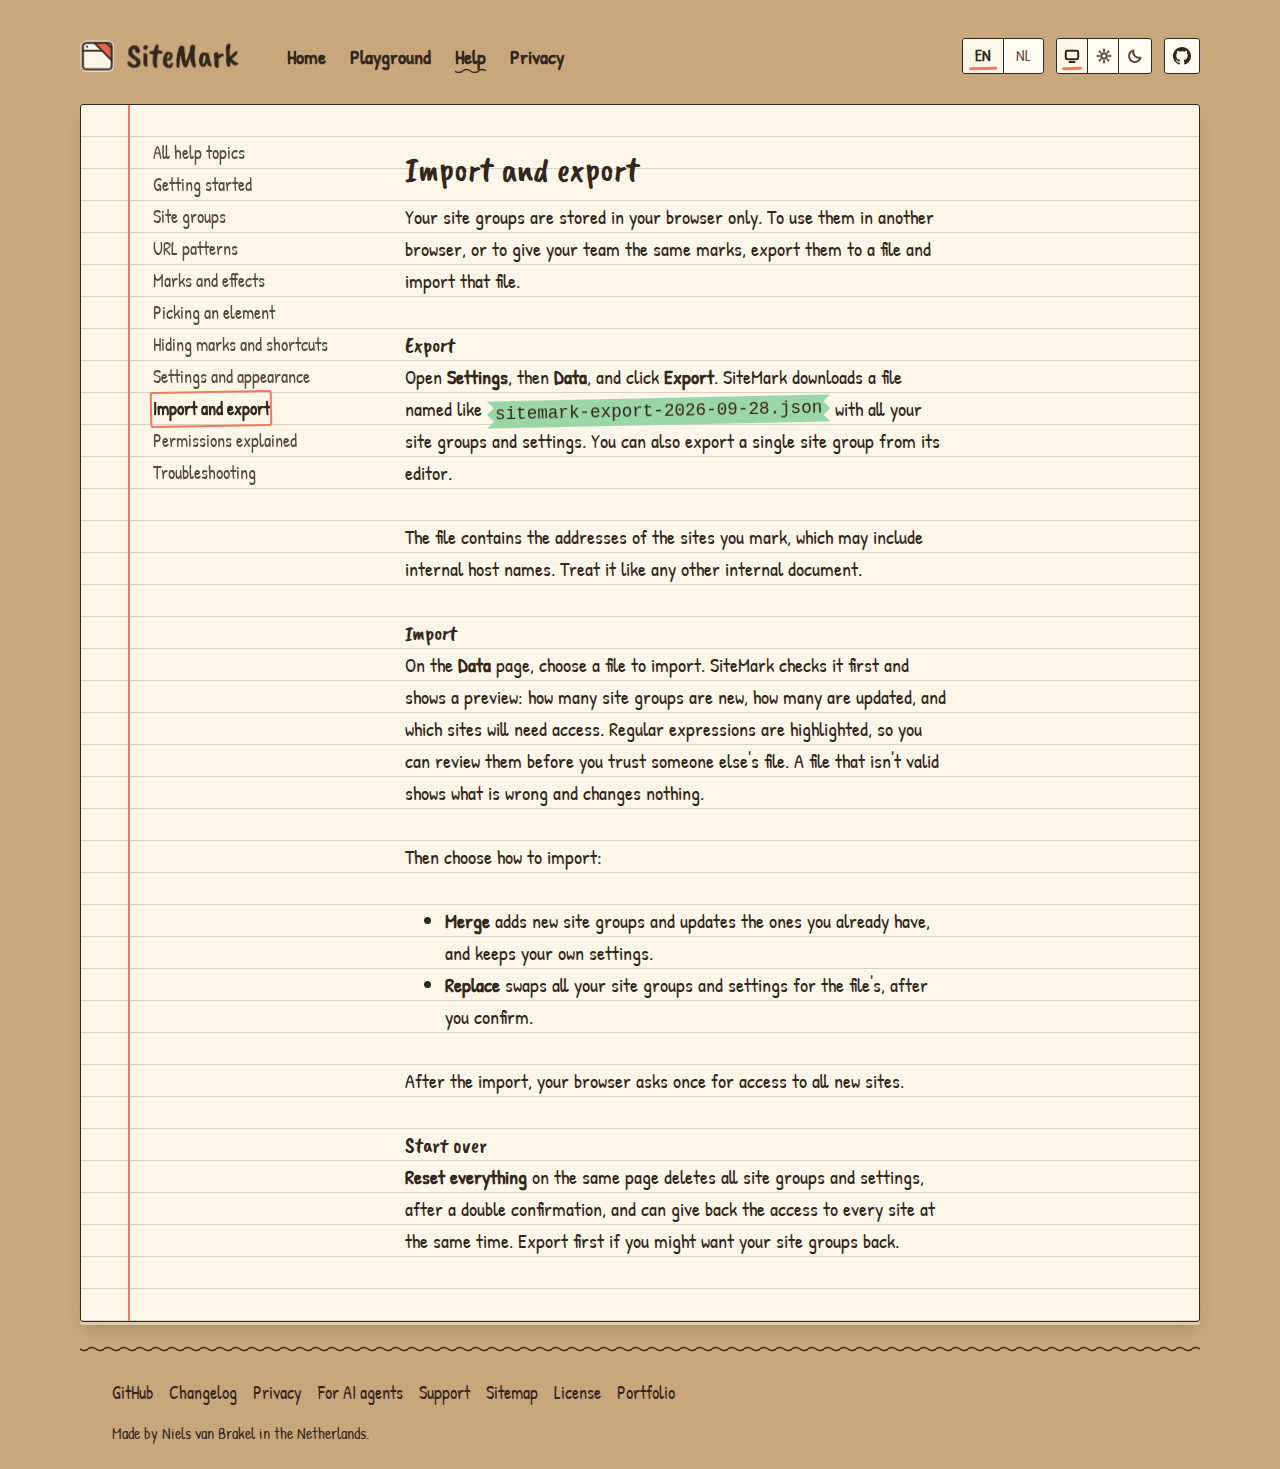 SiteMark
Home Playground Help Privacy
EN NL
All help topics
Getting started
Site groups
URL patterns
Marks and effects
Picking an element
Hiding marks and shortcuts
Settings and appearance
Import and export
Permissions explained
Troubleshooting
Import and export
Your site groups are stored in your browser only. To use them in another
browser, or to give your team the same marks, export them to a file and
import that file.
Export
Open Settings, then Data, and click Export. SiteMark downloads a file
named like sitemark-export-2026-09-28.json with all your
site groups and settings. You can also export a single site group from its
editor.
The file contains the addresses of the sites you mark, which may include
internal host names. Treat it like any other internal document.
Import
On the Data page, choose a file to import. SiteMark checks it first and
shows a preview: how many site groups are new, how many are updated, and
which sites will need access. Regular expressions are highlighted, so you
can review them before you trust someone else's file. A file that isn't valid
shows what is wrong and changes nothing.
Then choose how to import:
• Merge adds new site groups and updates the ones you already have,
and keeps your own settings.
• Replace swaps all your site groups and settings for the file's, after
you confirm.
After the import, your browser asks once for access to all new sites.
Start over
Reset everything on the same page deletes all site groups and settings,
after a double confirmation, and can give back the access to every site at
the same time. Export first if you might want your site groups back.
GitHub Changelog Privacy For AI agents Support Sitemap License Portfolio
Made by Niels van Brakel in the Netherlands.